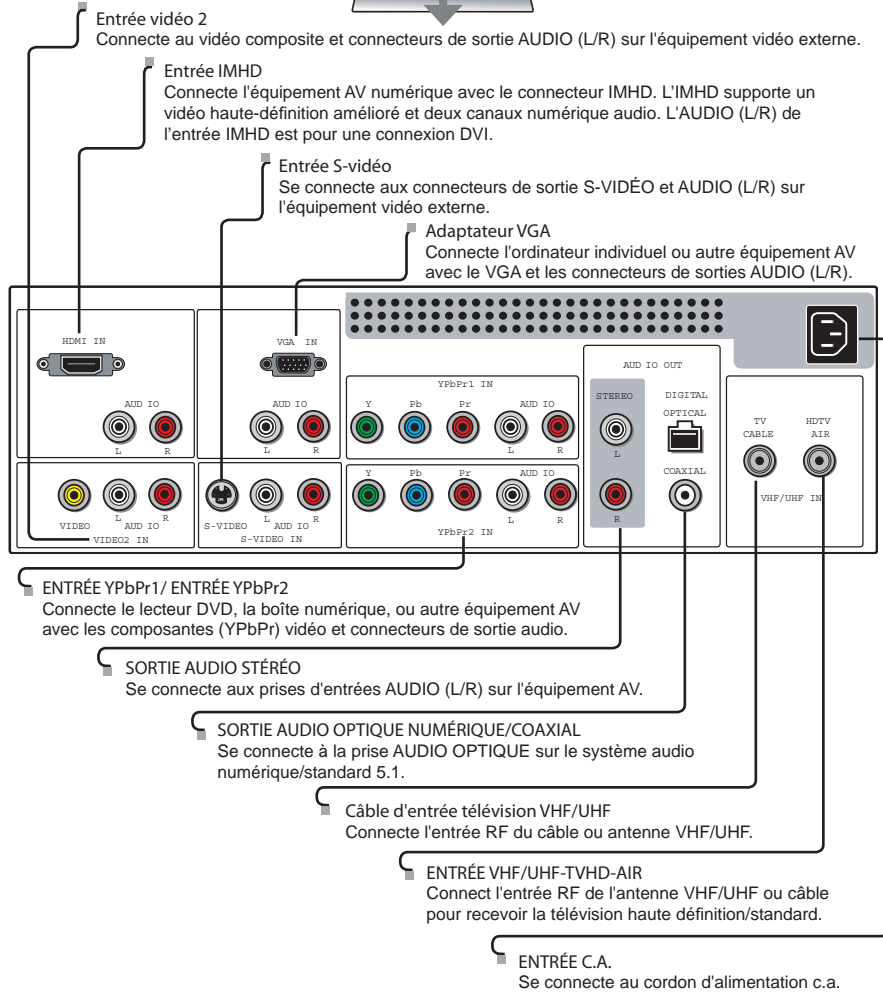 Entrée vidéo 2
Connecte au vidéo composite et connecteurs de sortie AUDIO (L/R) sur l'équipement vidéo externe.
Entrée IMHD
Connecte l'équipement AV numérique avec le connecteur IMHD. L'IMHD supporte un
vidéo haute-définition amélioré et deux canaux numérique audio. L'AUDIO (L/R) de
l'entrée IMHD est pour une connexion DVI.
Entrée S-vidéo
Se connecte aux connecteurs de sortie S-VIDÉO et AUDIO (L/R) sur
l'équipement vidéo externe.
Adaptateur VGA
Connecte l'ordinateur individuel ou autre équipement AV
avec le VGA et les connecteurs de sorties AUDIO (L/R).
HDMI IN
AUD IO
L R
VIDEO
L R
AUD IO
VIDEO2 IN
VGA IN
AUD IO
L R
S-VIDEO
L R
AUD IO
S-VIDEO IN
YPbPr1 IN
Y Pb Pr AUD IO
L R
Y Pb Pr AUD IO
L R
YPbPr2 IN
AUD IO OUT
STEREO
L
R
DIGITAL
OPTICAL
COAXIAL
TV
CABLE
HDTV
AIR
VHF/UHF IN
ENTRÉE YPbPr1/ ENTRÉE YPbPr2
Connecte le lecteur DVD, la boîte numérique, ou autre équipement AV
avec les composantes (YPbPr) vidéo et connecteurs de sortie audio.
SORTIE AUDIO STÉRÉO
Se connecte aux prises d'entrées AUDIO (L/R) sur l'équipement AV.
SORTIE AUDIO OPTIQUE NUMÉRIQUE/COAXIAL
Se connecte à la prise AUDIO OPTIQUE sur le système audio
numérique/standard 5.1.
Câble d'entrée télévision VHF/UHF
Connecte l'entrée RF du câble ou antenne VHF/UHF.
ENTRÉE VHF/UHF-TVHD-AIR
Connect l'entrée RF de l'antenne VHF/UHF ou câble
pour recevoir la télévision haute définition/standard.
ENTRÉE C.A.
Se connecte au cordon d'alimentation c.a.